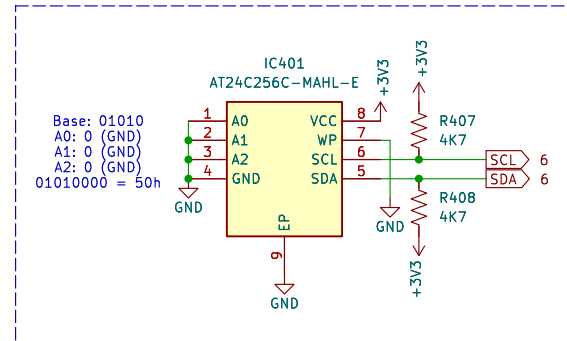 IC401
AT24C256C-MAHL-E
+3V3
+3V3
Base: 01010
A0: 0 (GND)
A1: 0 (GND)
A2: 0 (GND)
01010000 = 50h
1 A0
2 A1
3 A2
4 GND
VCC 8
WP 7
SCL 6
SDA 5
EP
9
R407
4K7
SCL 6
SDA 6
R408
4K7
GND
GND
+3V3
GND